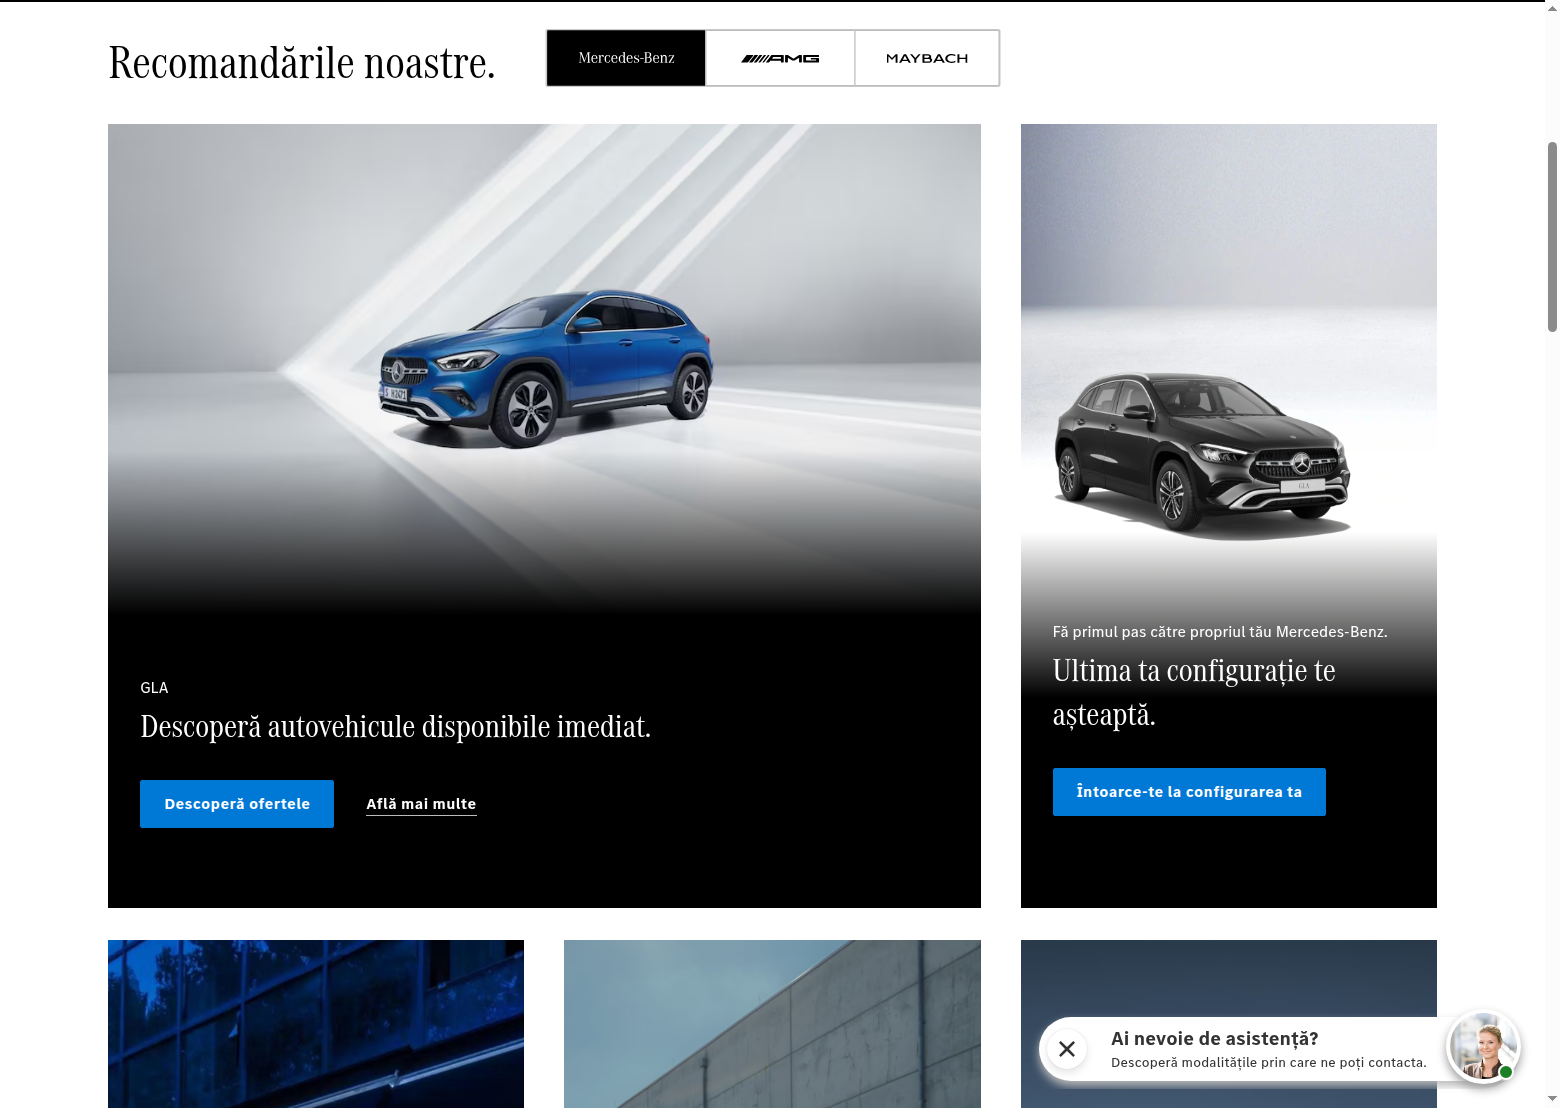 Recomandările noastre.
Mercedes-Benz
AMG
MAYBACH
GLA
GLA
Descoperă autovehicule disponibile imediat.
Descoperă ofertele
Află mai multe
Fă primul pas către propriul tău Mercedes-Benz.
Ultima ta configurație te
așteaptă.
Întoarce-te la configurarea ta
Ai nevoie de asistență?
Descoperă modalitățile prin care ne poți contacta.